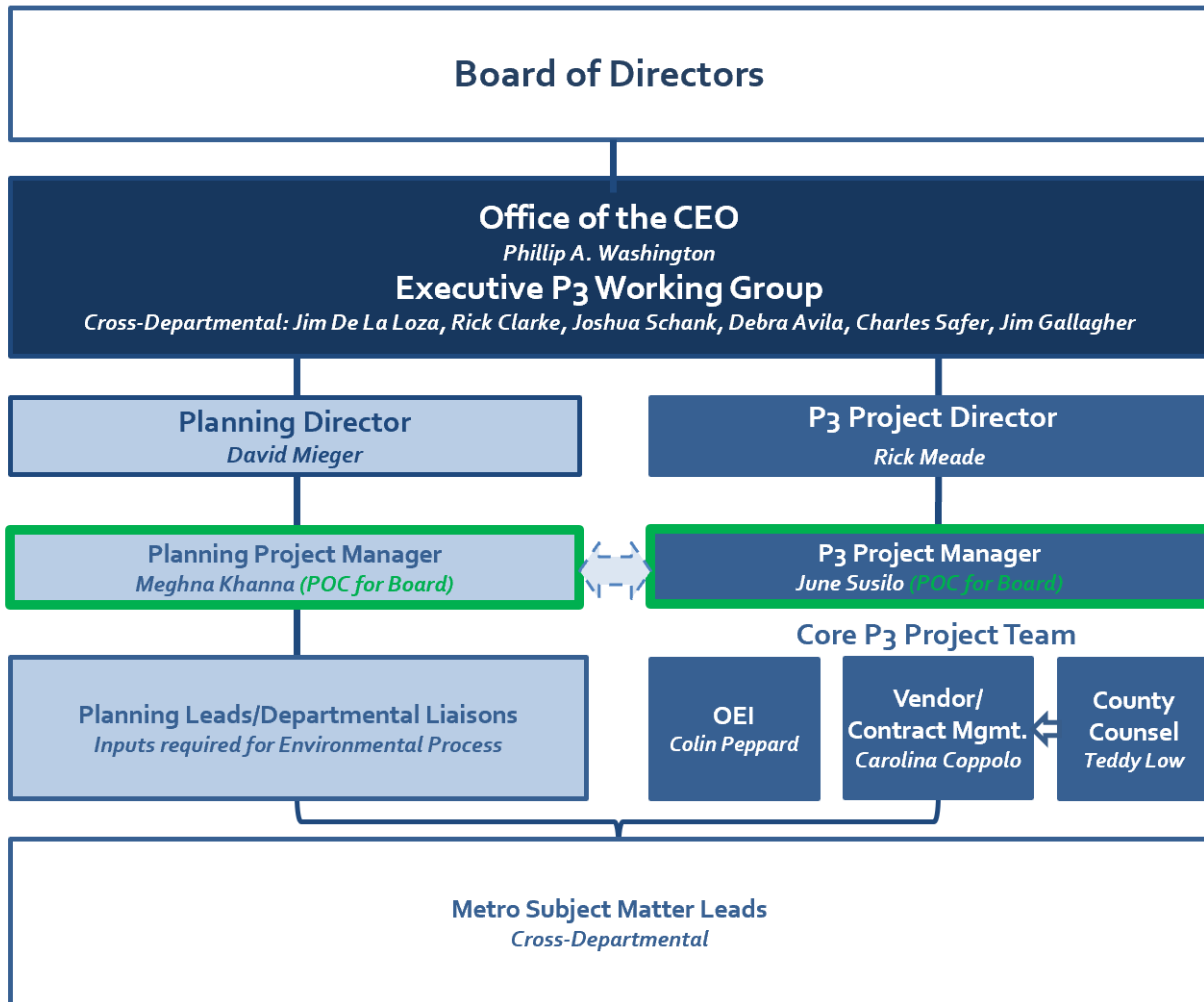 Board of Directors
Office of the CEO
Phillip A. Washington
Executive P3 Working Group
Cross-Departmental: Jim De La Loza, Rick Clarke, Joshua Schank, Debra Avila, Charles Safer, Jim Gallagher
Planning Director
David Mieger
P3 Project Director
Rick Meade
Planning Project Manager
Meghna Khanna (POC for Board)
P3 Project Manager
June Susilo (POC for Board)
Core P3 Project Team
Planning Leads/Departmental Liaisons
Inputs required for Environmental Process
OEI
Colin Peppard
Vendor/
Contract Mgmt.
Carolina Coppolo
County
Counsel
Teddy Low
Metro Subject Matter Leads
Cross-Departmental